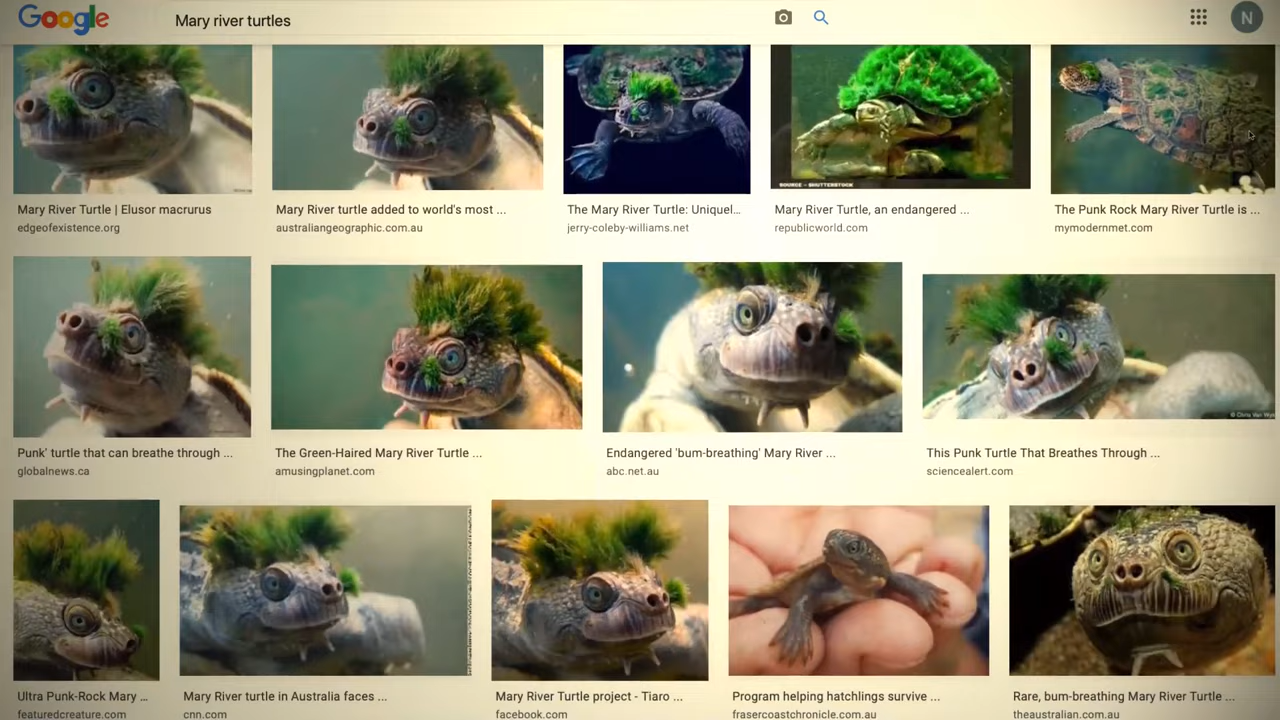 Google
Mary river turtles
N
SOURCE - SHUTTERSTOCK
Mary River Turtle | Elusor macrurus
edgeofexistence.org
Mary River turtle added to world's most ...
australiangeographic.com.au
The Mary River Turtle: Uniquel...
jerry-coleby-williams.net
Mary River Turtle, an endangered ...
republicworld.com
The Punk Rock Mary River Turtle is ...
mymodernmet.com
© Chris Van Wyk
Punk' turtle that can breathe through ...
globalnews.ca
The Green-Haired Mary River Turtle ...
amusingplanet.com
Endangered 'bum-breathing' Mary River ...
abc.net.au
This Punk Turtle That Breathes Through ...
sciencealert.com
Ultra Punk-Rock Mary ...
featuredcreature.com
Mary River turtle in Australia faces ...
cnn.com
Mary River Turtle project - Tiaro ...
facebook.com
Program helping hatchlings survive ...
frasercoastchronicle.com.au
Rare, bum-breathing Mary River Turtle ...
theaustralian.com.au